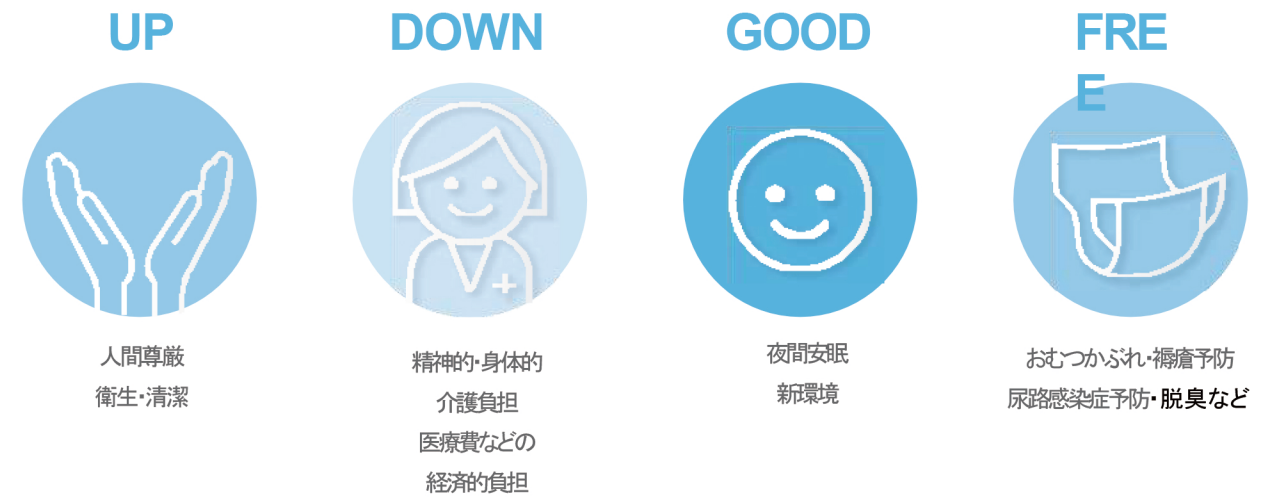 UP
人間尊厳
衛生・清潔
DOWN
精神的・身体的
介護負担
医療費などの
経済的負担
GOOD
夜間安眠
新環境
FRE
E
おむつかぶれ・褥瘡予防
尿路感染症予防・脱臭など